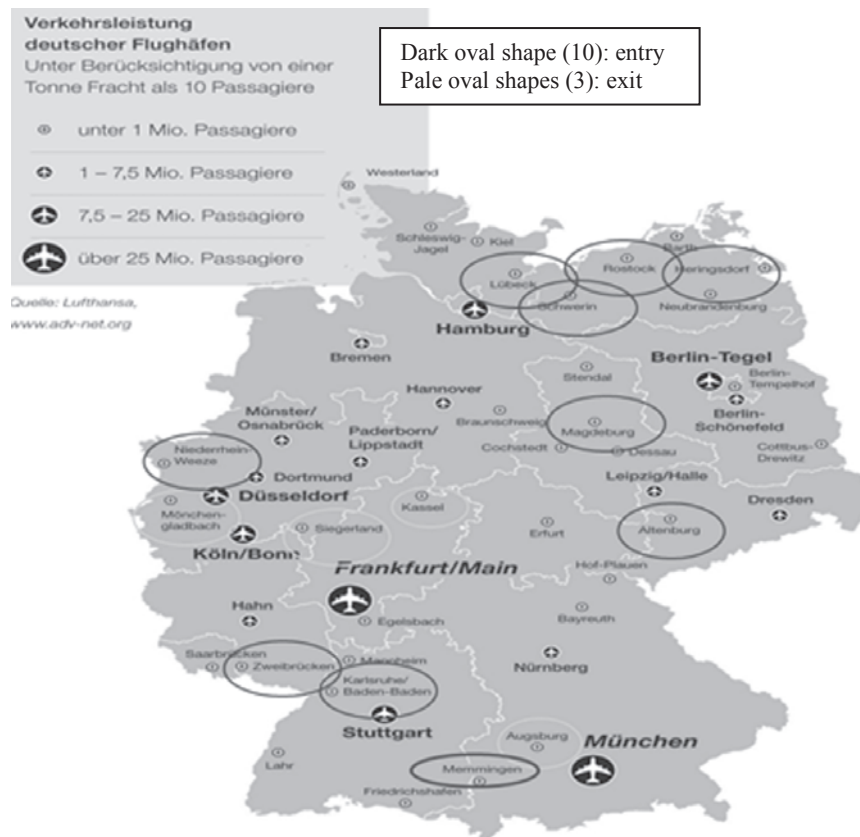 Verkehrsleistung
deutscher Flughäfen
Unter Berücksichtigung von einer
Tonne Fracht als 10 Passagiere
unter 1 Mio. Passagiere
1 – 7,5 Mio. Passagiere
7,5 – 25 Mio. Passagiere
über 25 Mio. Passagiere
Quelle: Lufthansa,
www.adv-net.org
Dark oval shape (10): entry
Pale oval shapes (3): exit
Westerland
Schleswig-
Jagel
Kiel
Barth
Lübeck
Rostock
Heringsdorf
Schwerin
Neubrandenburg
Hamburg
Bremen
Stendal
Berlin-Tegel
Berlin-
Tempelhof
Berlin-
Schönefeld
Hannover
Münster/
Osnabrück
Paderborn/
Lippstadt
Braunschweig
Magdeburg
Cochstedt
Dessau
Cottbus-
Drewitz
Niederrhein-
Weeze
Dortmund
Düsseldorf
Leipzig/Halle
Dresden
Mönchen-
gladbach
Kassel
Siegerland
Erfurt
Altenburg
Köln/Bonn
Frankfurt/Main
Hof-Plauen
Hahn
Egelsbach
Bayreuth
Saarbrücken
Zweibrücken
Mannheim
Nürnberg
Karlsruhe/
Baden-Baden
Stuttgart
Augsburg
München
Lahr
Memmingen
Friedrichshafen